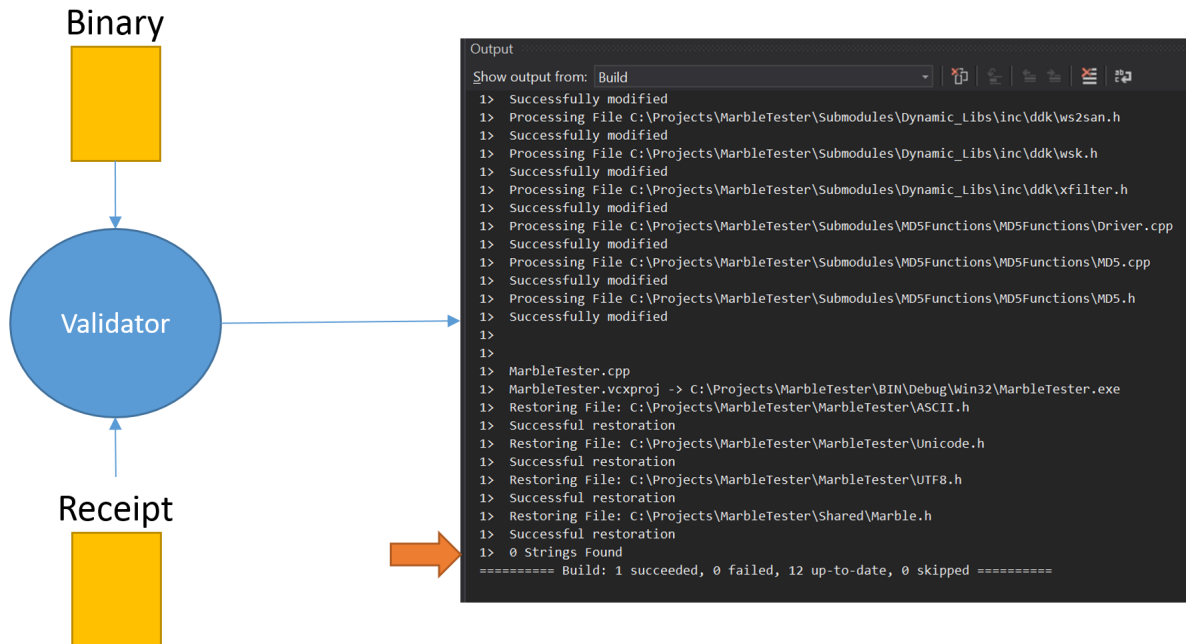 Binary
Validator
Receipt
Output
Show output from: Build
1> Successfully modified
1> Processing File C:\Projects\MarbleTester\Submodules\Dynamic_Libs\inc\ddk\ws2san.h
1> Successfully modified
1> Processing File C:\Projects\MarbleTester\Submodules\Dynamic_Libs\inc\ddk\wsk.h
1> Successfully modified
1> Processing File C:\Projects\MarbleTester\Submodules\Dynamic_Libs\inc\ddk\xfilter.h
1> Successfully modified
1> Processing File C:\Projects\MarbleTester\Submodules\MD5Functions\MD5Functions\Driver.cpp
1> Successfully modified
1> Processing File C:\Projects\MarbleTester\Submodules\MD5Functions\MD5Functions\MD5.cpp
1> Successfully modified
1> Processing File C:\Projects\MarbleTester\Submodules\MD5Functions\MD5Functions\MD5.h
1> Successfully modified
1>
1>
1> MarbleTester.cpp
1> MarbleTester.vcxproj -> C:\Projects\MarbleTester\BIN\Debug\Win32\MarbleTester.exe
1> Restoring File: C:\Projects\MarbleTester\MarbleTester\ASCII.h
1> Successful restoration
1> Restoring File: C:\Projects\MarbleTester\MarbleTester\Unicode.h
1> Successful restoration
1> Restoring File: C:\Projects\MarbleTester\MarbleTester\UTF8.h
1> Successful restoration
1> Restoring File: C:\Projects\MarbleTester\Shared\Marble.h
1> Successful restoration
1> 0 Strings Found
========== Build: 1 succeeded, 0 failed, 12 up-to-date, 0 skipped ==========